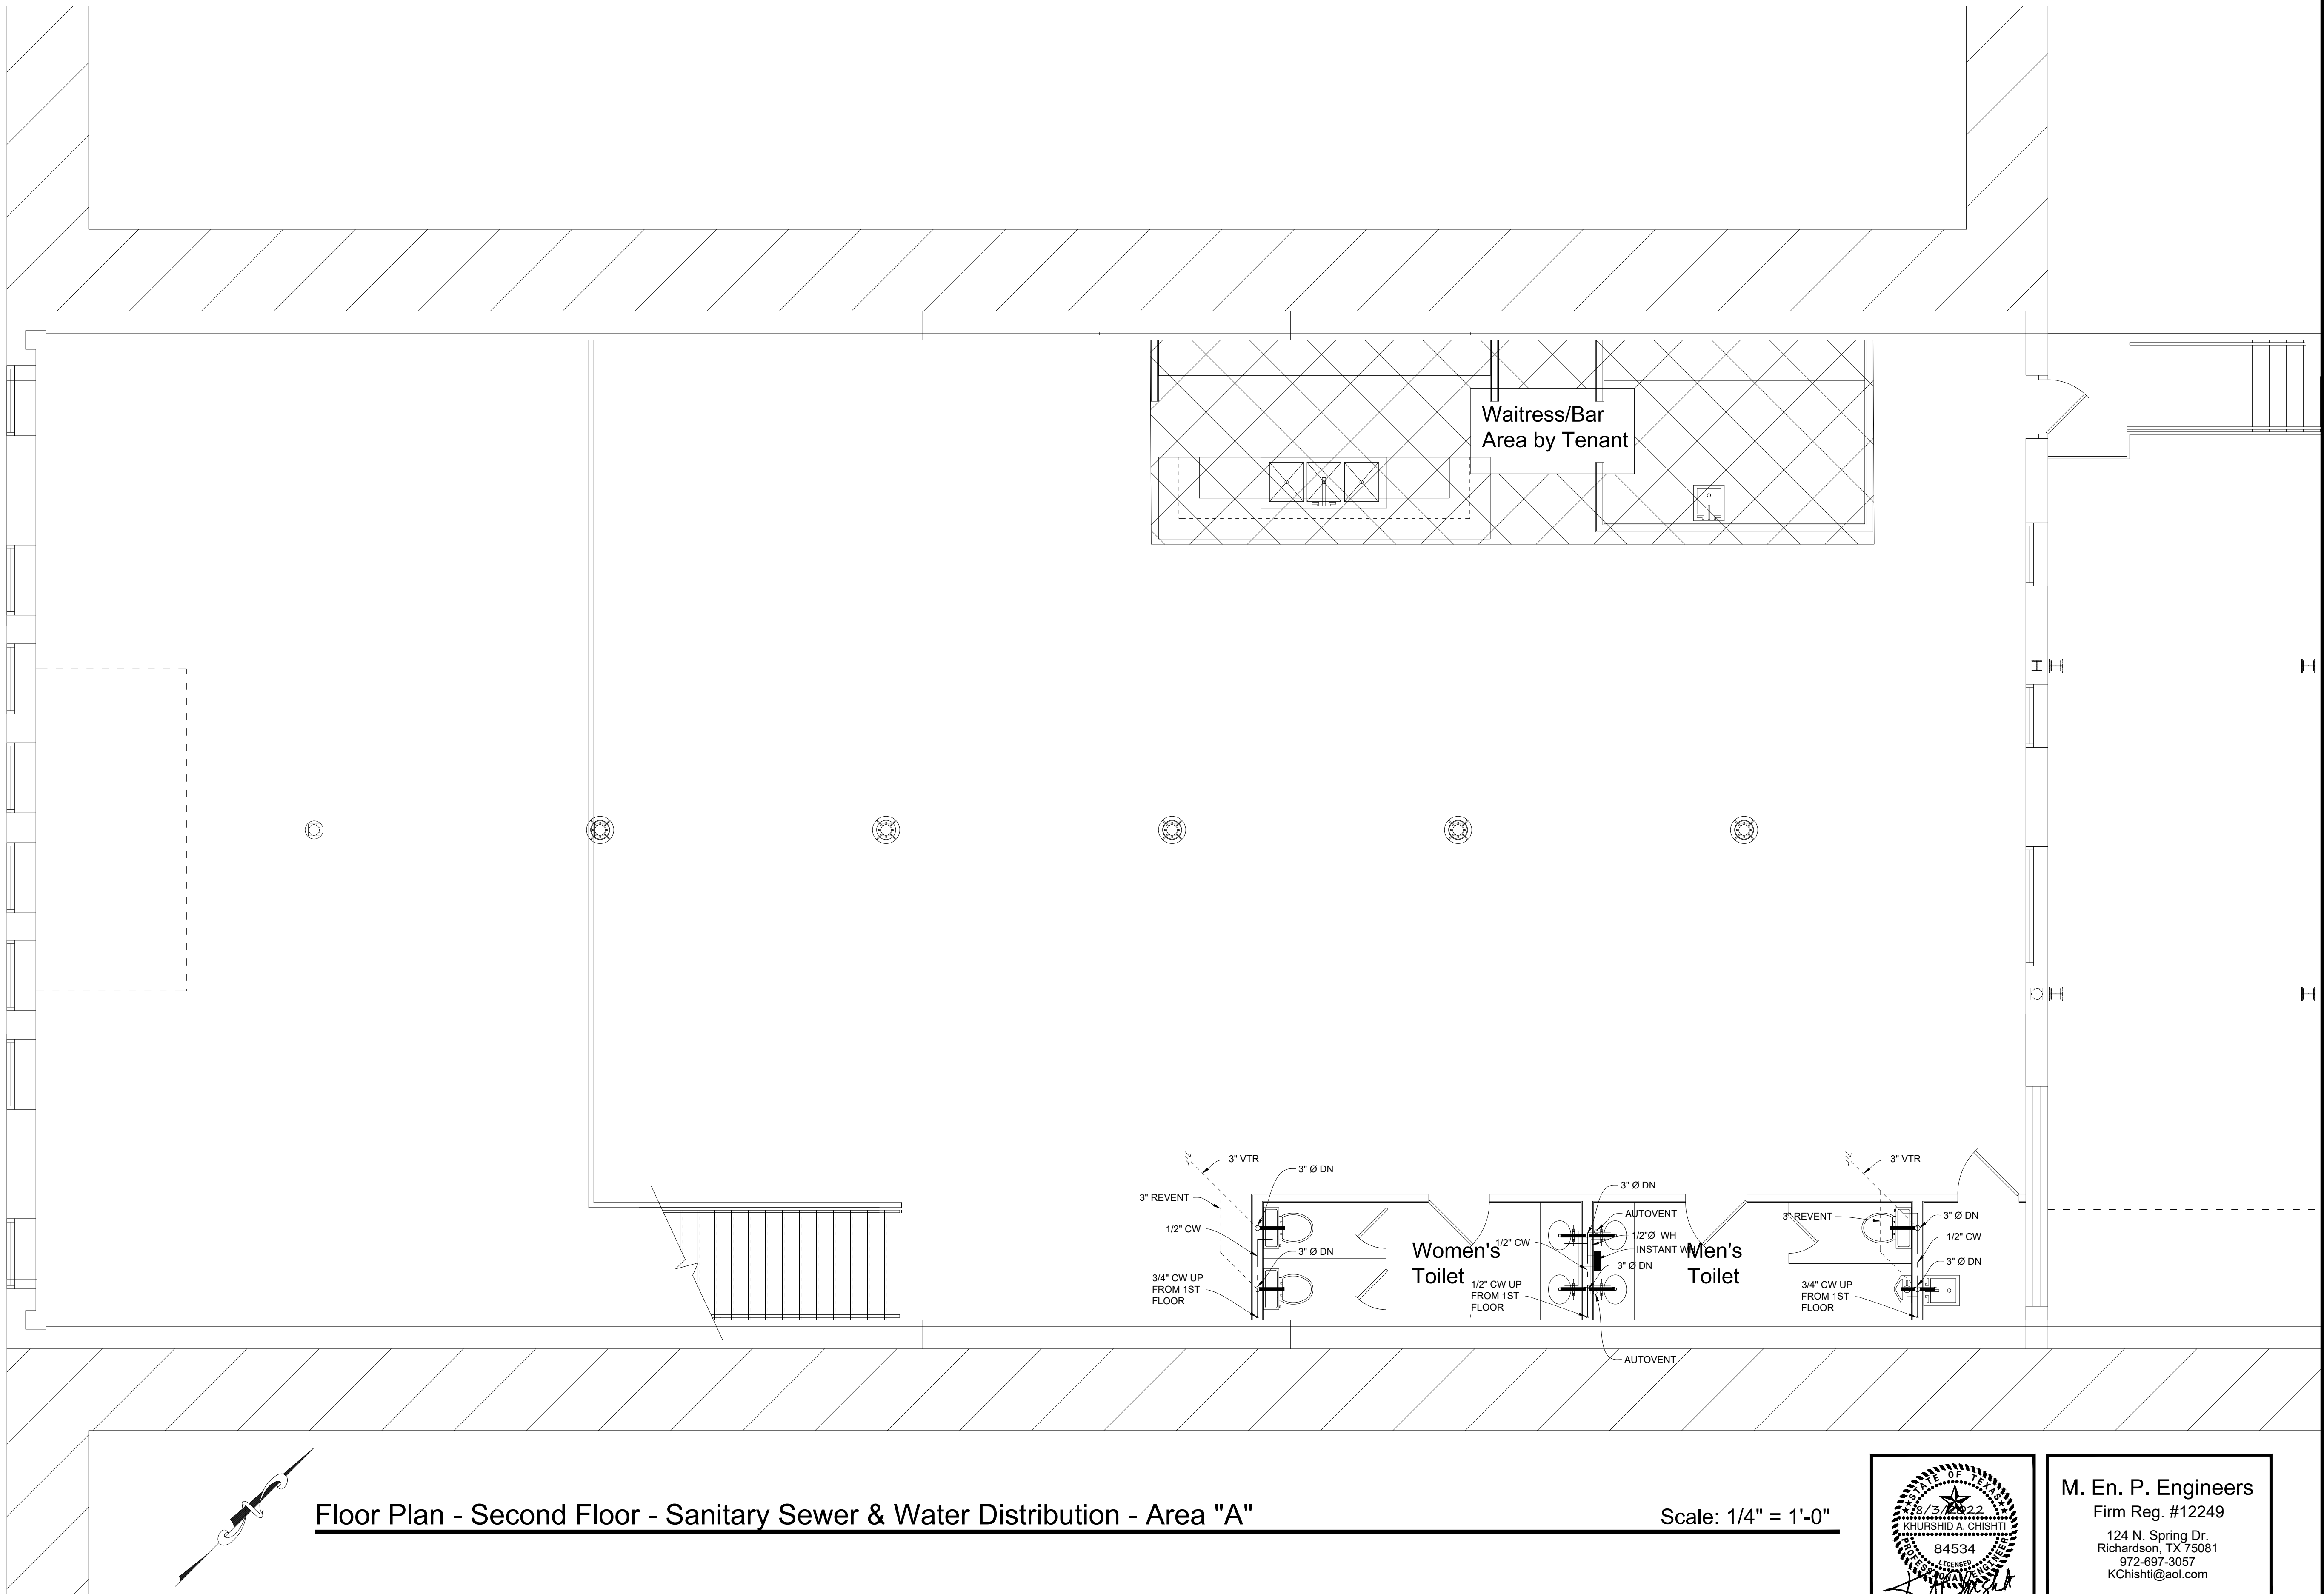 Waitress/Bar
Area by Tenant
3" VTR
3" Ø DN
3" REVENT
1/2" CW
3" Ø DN
3/4" CW UP
FROM 1ST
FLOOR
Women's
Toilet
1/2" CW
1/2" CW UP
FROM 1ST
FLOOR
3" Ø DN
AUTOVENT
1/2"Ø WH
INSTANT
3" Ø DN
AUTOVENT
Men's
Toilet
3" VTR
3" REVENT
3" Ø DN
1/2" CW
3" Ø DN
3/4" CW UP
FROM 1ST
FLOOR
Floor Plan - Second Floor - Sanitary Sewer & Water Distribution - Area "A"
Scale: 1/4" = 1'-0"
STATE OF TEXAS
8/3/2022
KHURSHID A. CHISHTI
84534
LICENSED
PROFESSIONAL ENGINEER
M. En. P. Engineers
Firm Reg. #12249
124 N. Spring Dr.
Richardson, TX 75081
972-697-3057
KChishti@aol.com